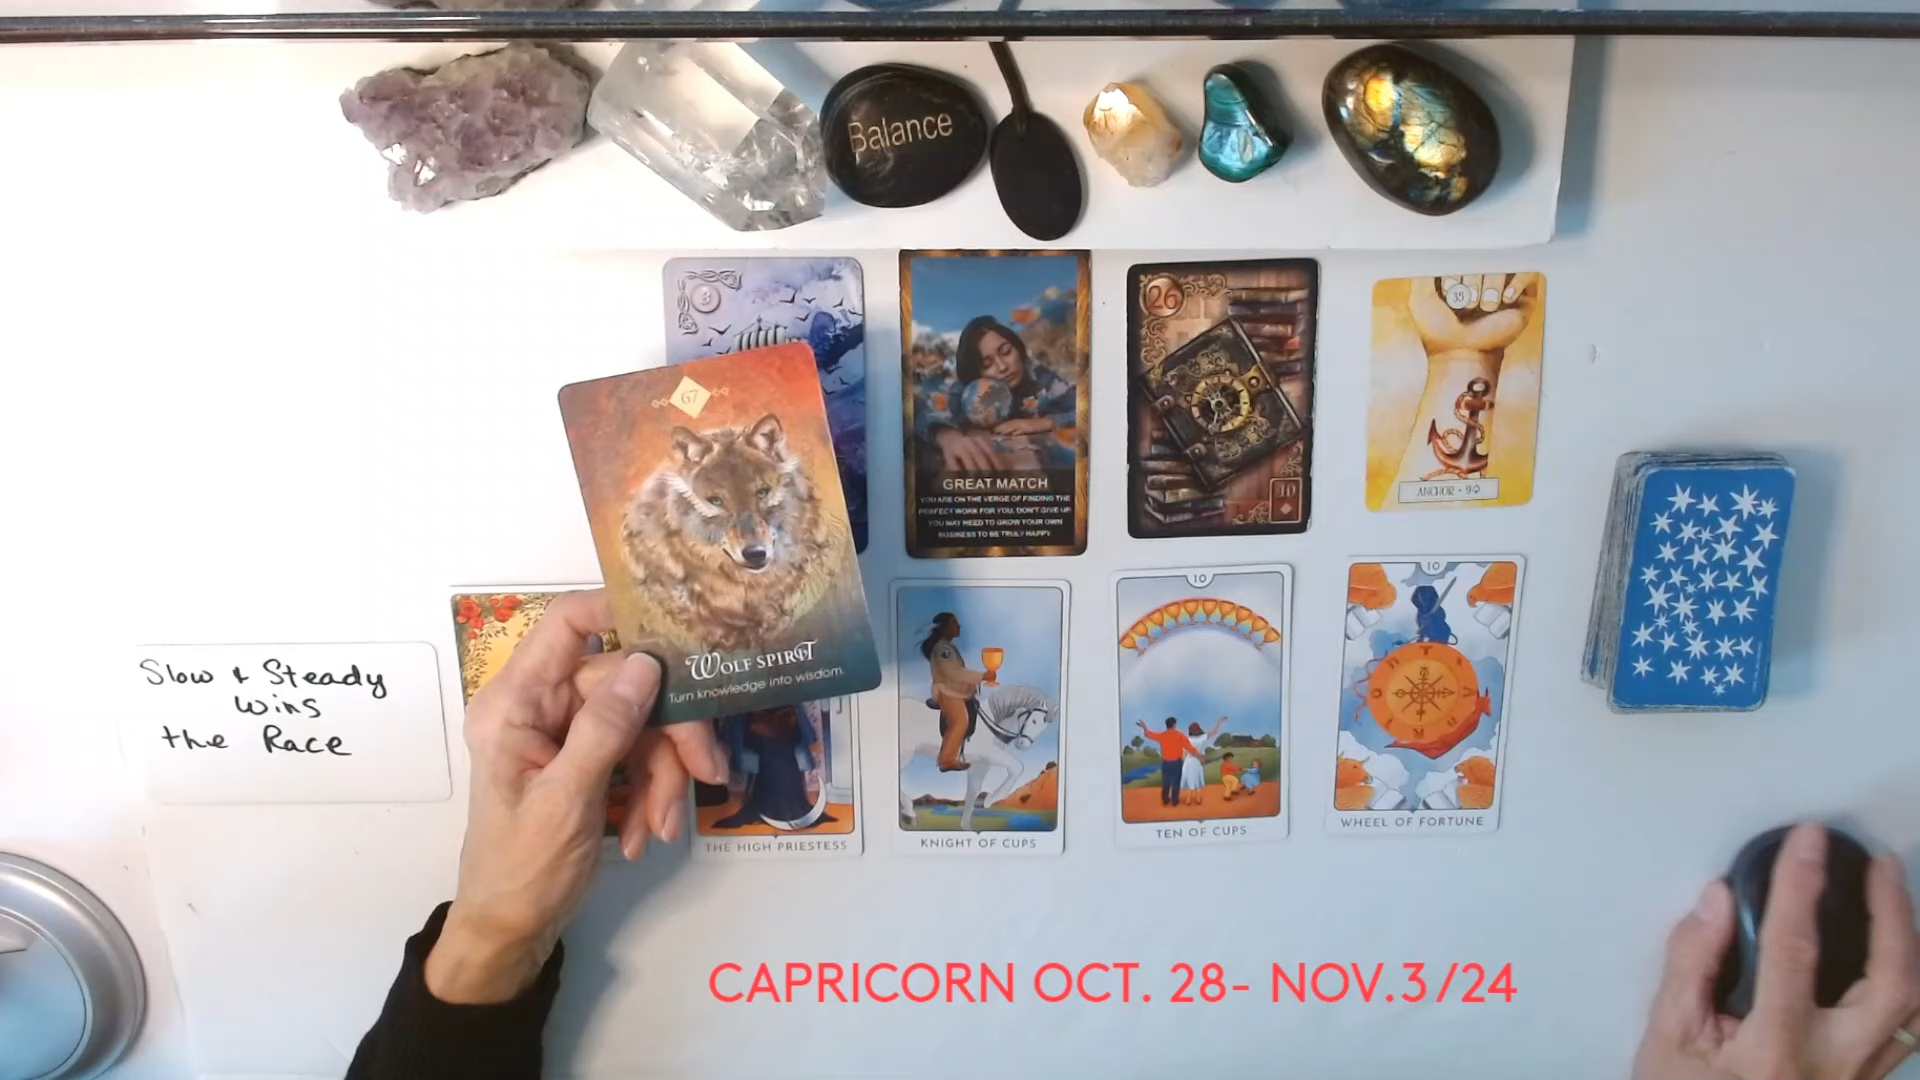 Balance
3
26
35
67
GREAT MATCH
YOU ARE ON THE VERGE OF FINDING THE
PERFECT WORK FOR YOU. DON'T GIVE UP.
YOU MAY NEED TO GROW YOUR OWN
BUSINESS TO BE TRULY HAPPY.
10
ANCHOR • 9
WOLF SPIRIT
Turn knowledge into wisdom.
Slow & Steady
Wins
the Race
10
10
THE HIGH PRIESTESS
KNIGHT OF CUPS
TEN OF CUPS
WHEEL OF FORTUNE
CAPRICORN OCT. 28- NOV.3/24